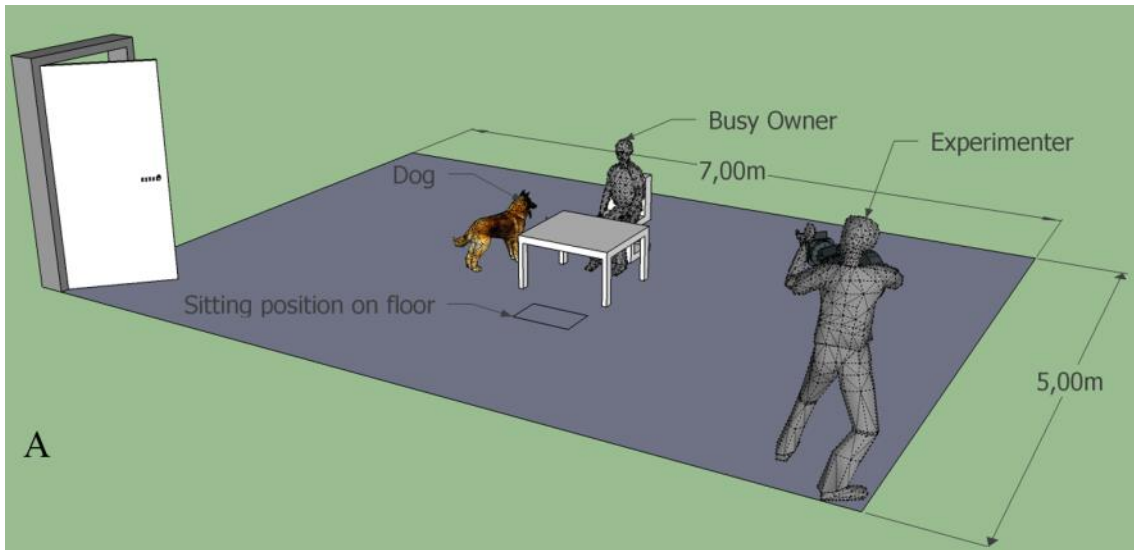 Busy Owner
Experimenter
7,00m
Dog
Sitting position on floor
5,00m
A